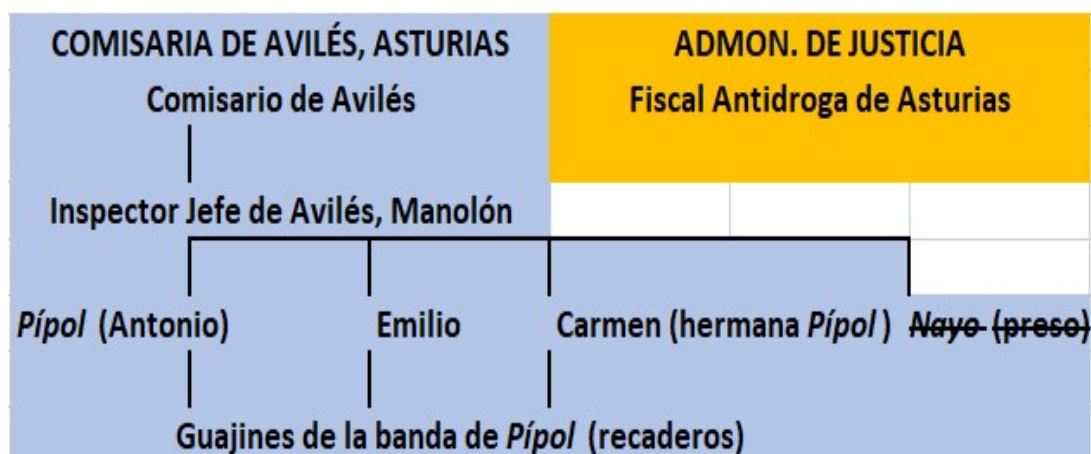 COMISARIA DE AVILÉS, ASTURIAS
ADMON. DE JUSTICIA
Comisario de Avilés
Fiscal Antidroga de Asturias
Inspector Jefe de Avilés, Manolón
Pípol (Antonio)
Emilio
Carmen (hermana Pípol)
Nayo (preso)
Guajines de la banda de Pípol (recaderos)